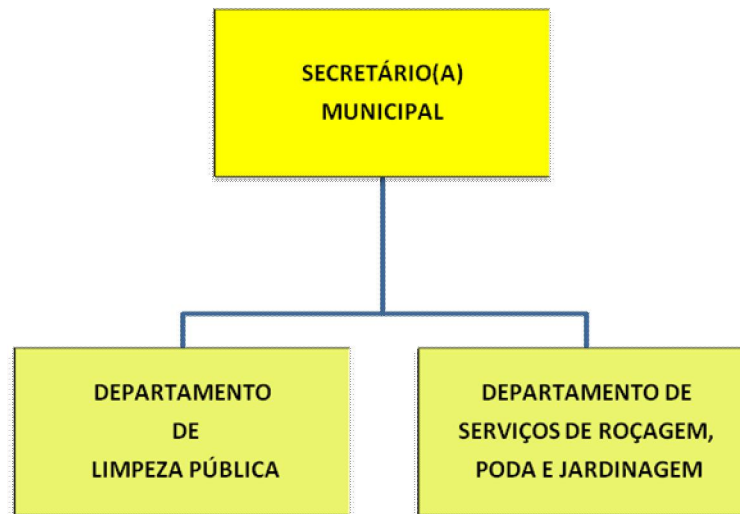 SECRETÁRIO(A)
MUNICIPAL
DEPARTAMENTO
DE
LIMPEZA PÚBLICA
DEPARTAMENTO DE
SERVIÇOS DE ROÇAGEM,
PODA E JARDINAGEM